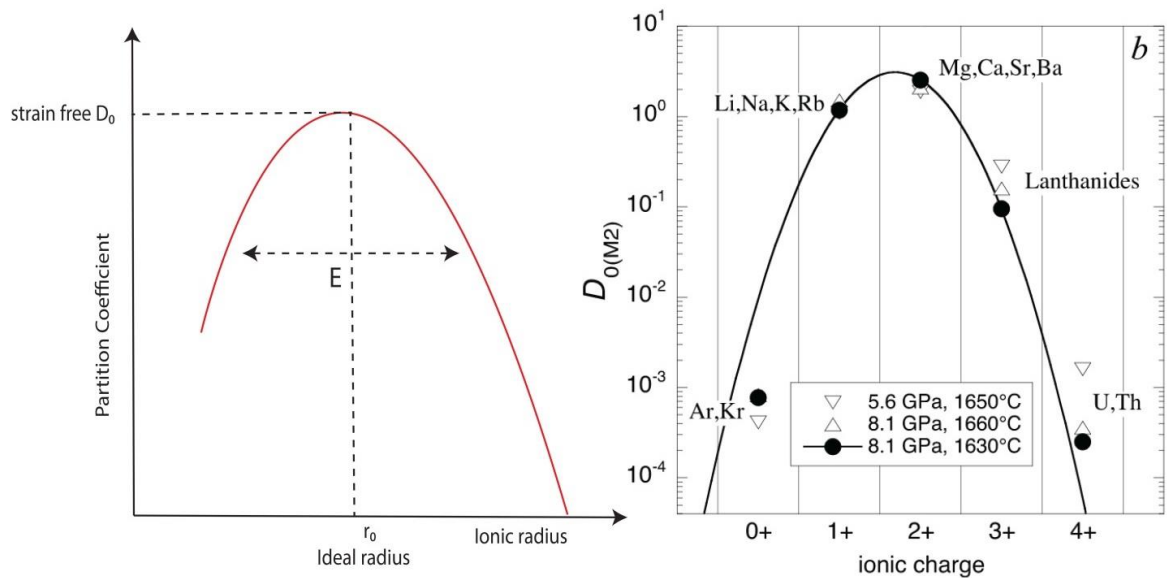 strain free D₀
Partition Coefficient
E
r₀
Ideal radius
Ionic radius
b
D₀(M2)
10¹
10⁰
10⁻¹
10⁻²
10⁻³
10⁻⁴
Li,Na,K,Rb
Mg,Ca,Sr,Ba
Lanthanides
Ar,Kr
U,Th
5.6 GPa, 1650°C
8.1 GPa, 1660°C
8.1 GPa, 1630°C
0+ 1+ 2+ 3+ 4+
ionic charge